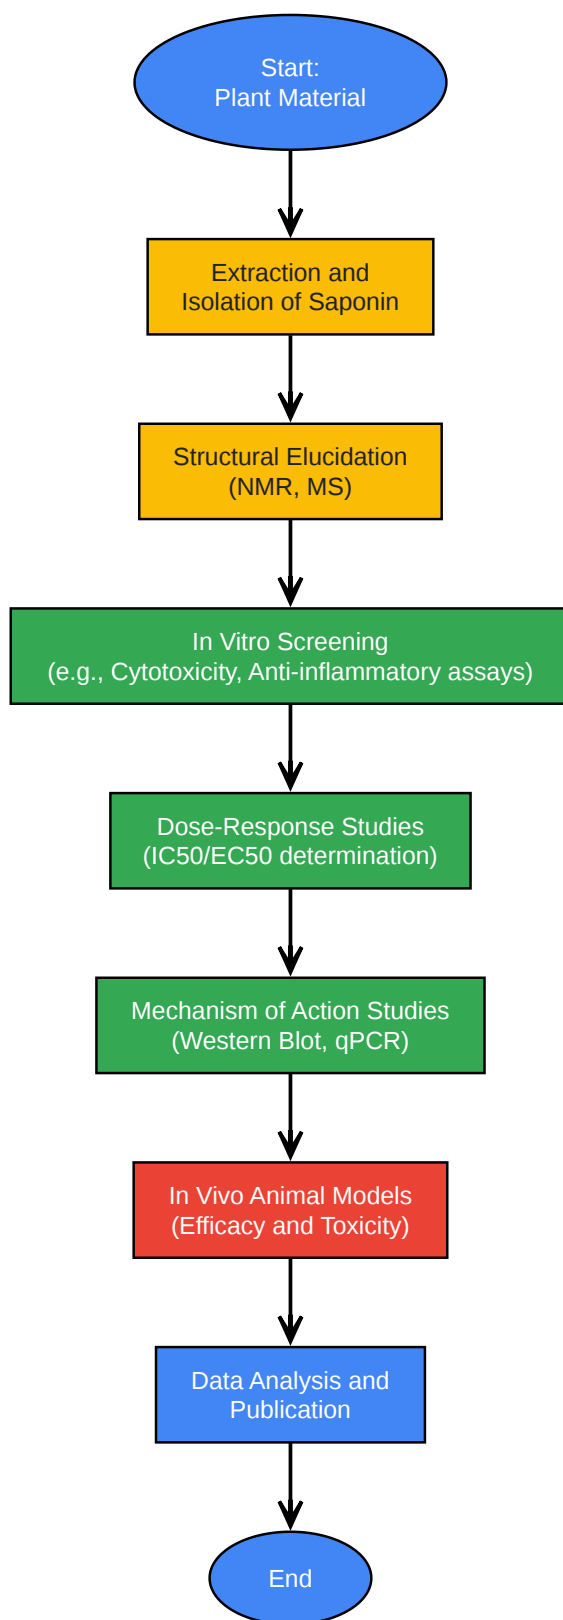 Start:
Plant Material
Extraction and
Isolation of Saponin
Structural Elucidation
(NMR, MS)
In Vitro Screening
(e.g., Cytotoxicity, Anti-inflammatory assays)
Dose-Response Studies
(IC50/EC50 determination)
Mechanism of Action Studies
(Western Blot, qPCR)
In Vivo Animal Models
(Efficacy and Toxicity)
Data Analysis and
Publication
End